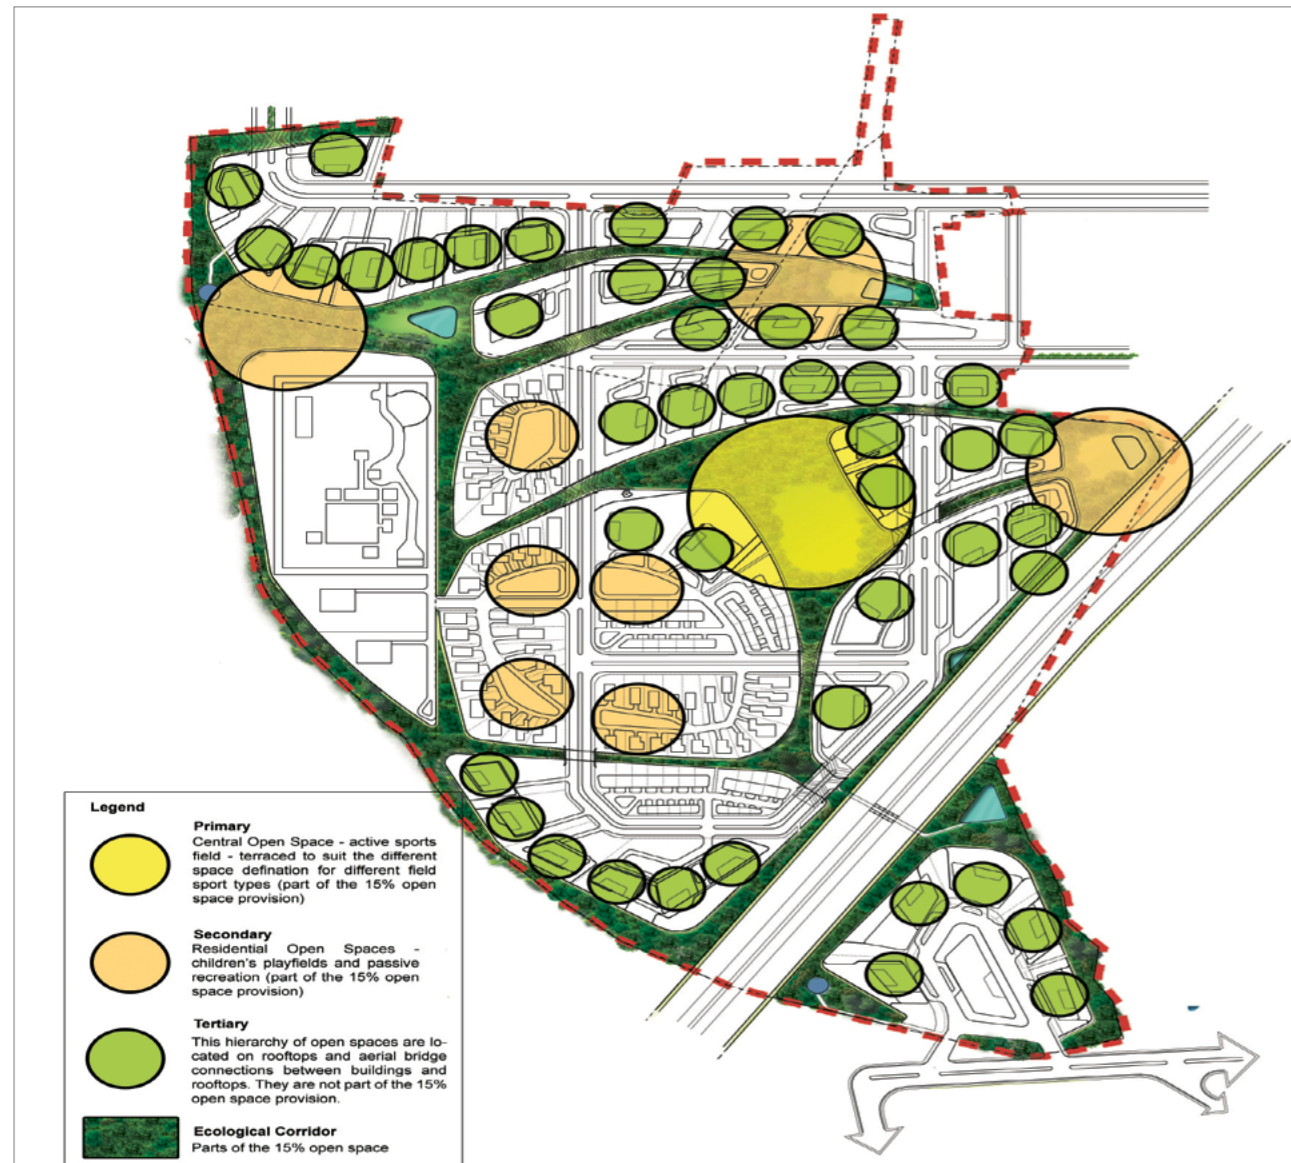 Legend
Primary
Central Open Space - active sports
field - terraced to suit the different
space defination for different field
sport types (part of the 15% open
space provision)
Secondary
Residential Open Spaces -
children's playfields and passive
recreation (part of the 15% open
space provision)
Tertiary
This hierarchy of open spaces are lo-
cated on rooftops and aerial bridge
connections between buildings and
rooftops. They are not part of the 15%
open space provision.
Ecological Corridor
Parts of the 15% open space